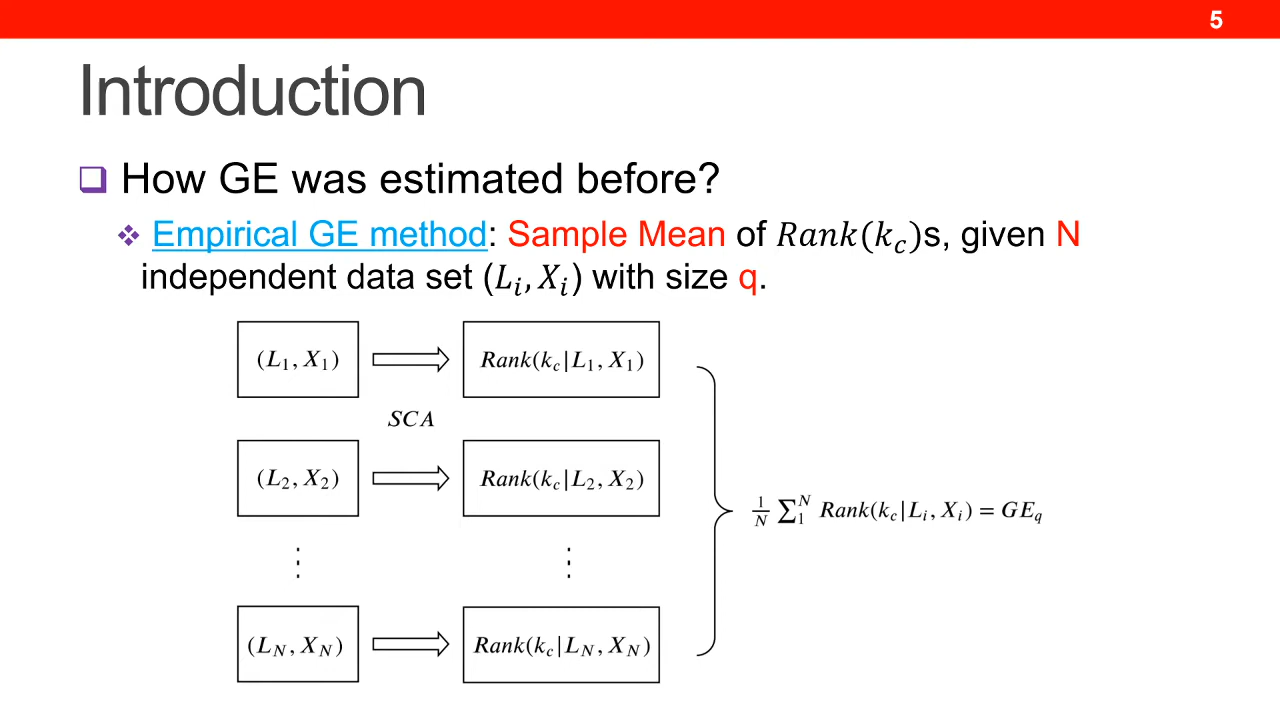 5
Introduction
How GE was estimated before?
Empirical GE method: Sample Mean of Rank(k_c)s, given N
independent data set (L_i, X_i) with size q.
(L_1, X_1)
Rank(k_c|L_1, X_1)
SCA
(L_2, X_2)
Rank(k_c|L_2, X_2)
1/N ∑_1^N Rank(k_c|L_i, X_i) = GE_q
⋮ ⋮
(L_N, X_N)
Rank(k_c|L_N, X_N)